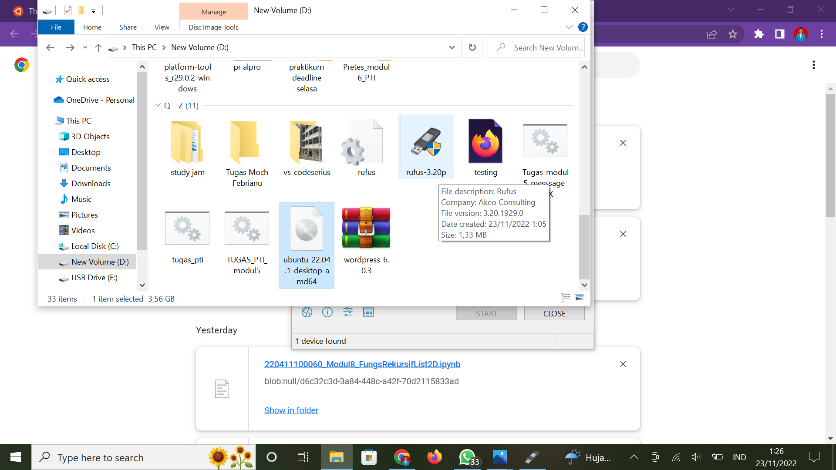 Manage
New Volume (D:)
File
Home
Share
View
Disc Image Tools
This PC
New Volume (D:)
Search New Volum...
Quick access
OneDrive - Personal
This PC
3D Objects
Desktop
Documents
Downloads
Music
Pictures
Videos
Local Disk (C:)
New Volume (D:)
USB Drive (F:)
platform-tool
s_r29.0.2-win
dows
praktikum
deadline
selasa
Pretes_modul
6_PTI
Q - Z (11)
study jam
Tugas Moch
Febrianu
vs codeserius
rufus
rufus-3.20p
testing
Tugas modul
5_message
File description: Rufus
Company: Akeo Consulting
File version: 3.20.1929.0
Date created: 23/11/2022 1:05
Size: 1,33 MB
tugas_pti
TUGAS_PTI_
modul5
ubuntu-22.04
.1-desktop-a
md64
wordpress-6.
0.3
33 items
1 item selected 3,56 GB
START
CLOSE
1 device found
Yesterday
220411100060_Modul8_FungsRekursifList2D.ipynb
blob:null/d6c32c3d-3a84-448c-a42f-70d2115833ad
Show in folder
Type here to search
33
Huja...
IND
1:26
23/11/2022